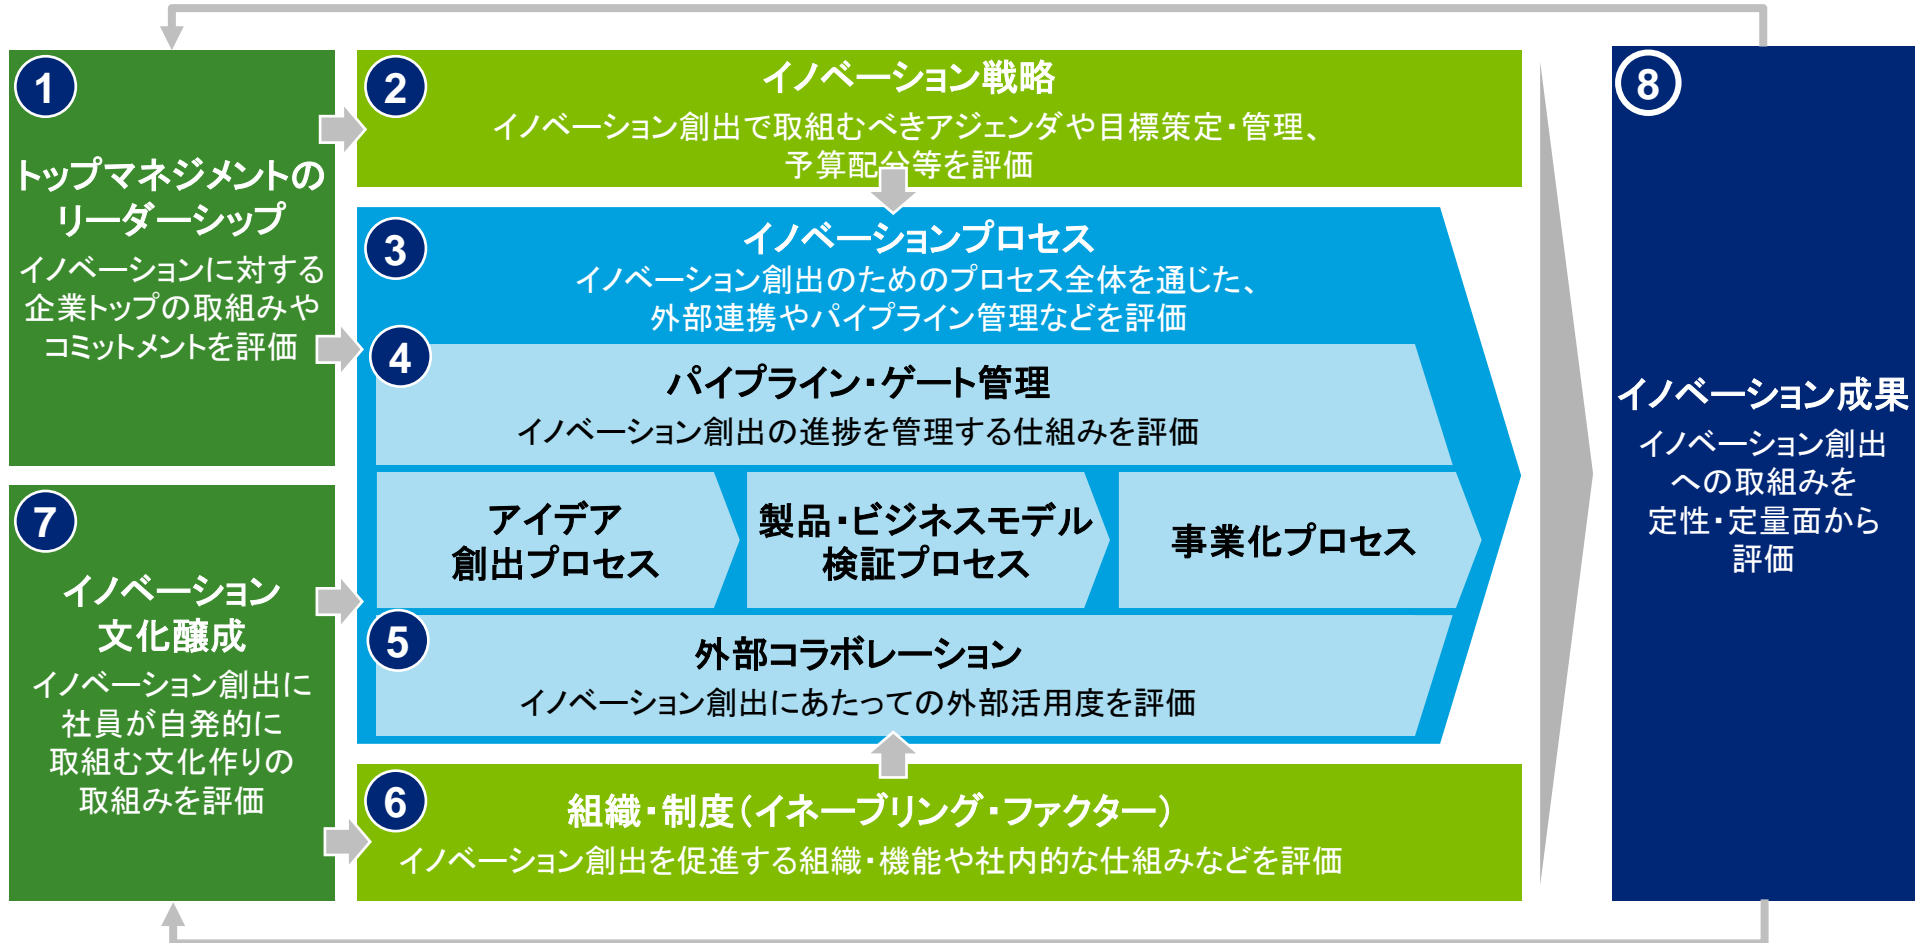 1
トップマネジメントの
リーダーシップ
イノベーションに対する
企業トップの取組みや
コミットメントを評価
2
イノベーション戦略
イノベーション創出で取組むべきアジェンダや目標策定・管理、
予算配分等を評価
3
イノベーションプロセス
イノベーション創出のためのプロセス全体を通じた、
外部連携やパイプライン管理などを評価
4
パイプライン・ゲート管理
イノベーション創出の進捗を管理する仕組みを評価
アイデア
創出プロセス
製品・ビジネスモデル
検証プロセス
事業化プロセス
5
外部コラボレーション
イノベーション創出にあたっての外部活用度を評価
6
組織・制度（イネーブリング・ファクター）
イノベーション創出を促進する組織・機能や社内的な仕組みなどを評価
7
イノベーション
文化醸成
イノベーション創出に
社員が自発的に
取組む文化作りの
取組みを評価
8
イノベーション成果
イノベーション創出
への取組みを
定性・定量面から
評価